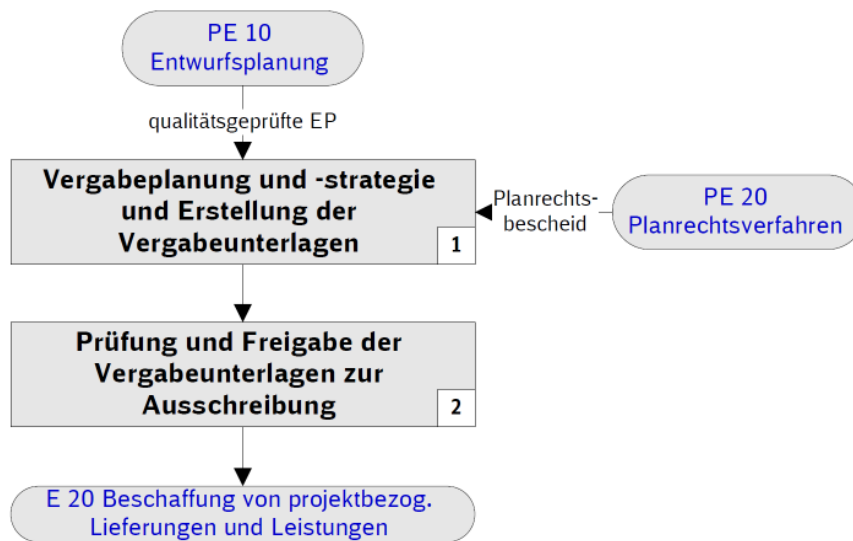 PE 10
Entwurfsplanung
qualitätsgeprüfte EP
Vergabeplanung und -strategie
und Erstellung der
Vergabeunterlagen
1
Planrechts-
bescheid
PE 20
Planrechtsverfahren
Prüfung und Freigabe der
Vergabeunterlagen zur
Ausschreibung
2
E 20 Beschaffung von projektbezog.
Lieferungen und Leistungen